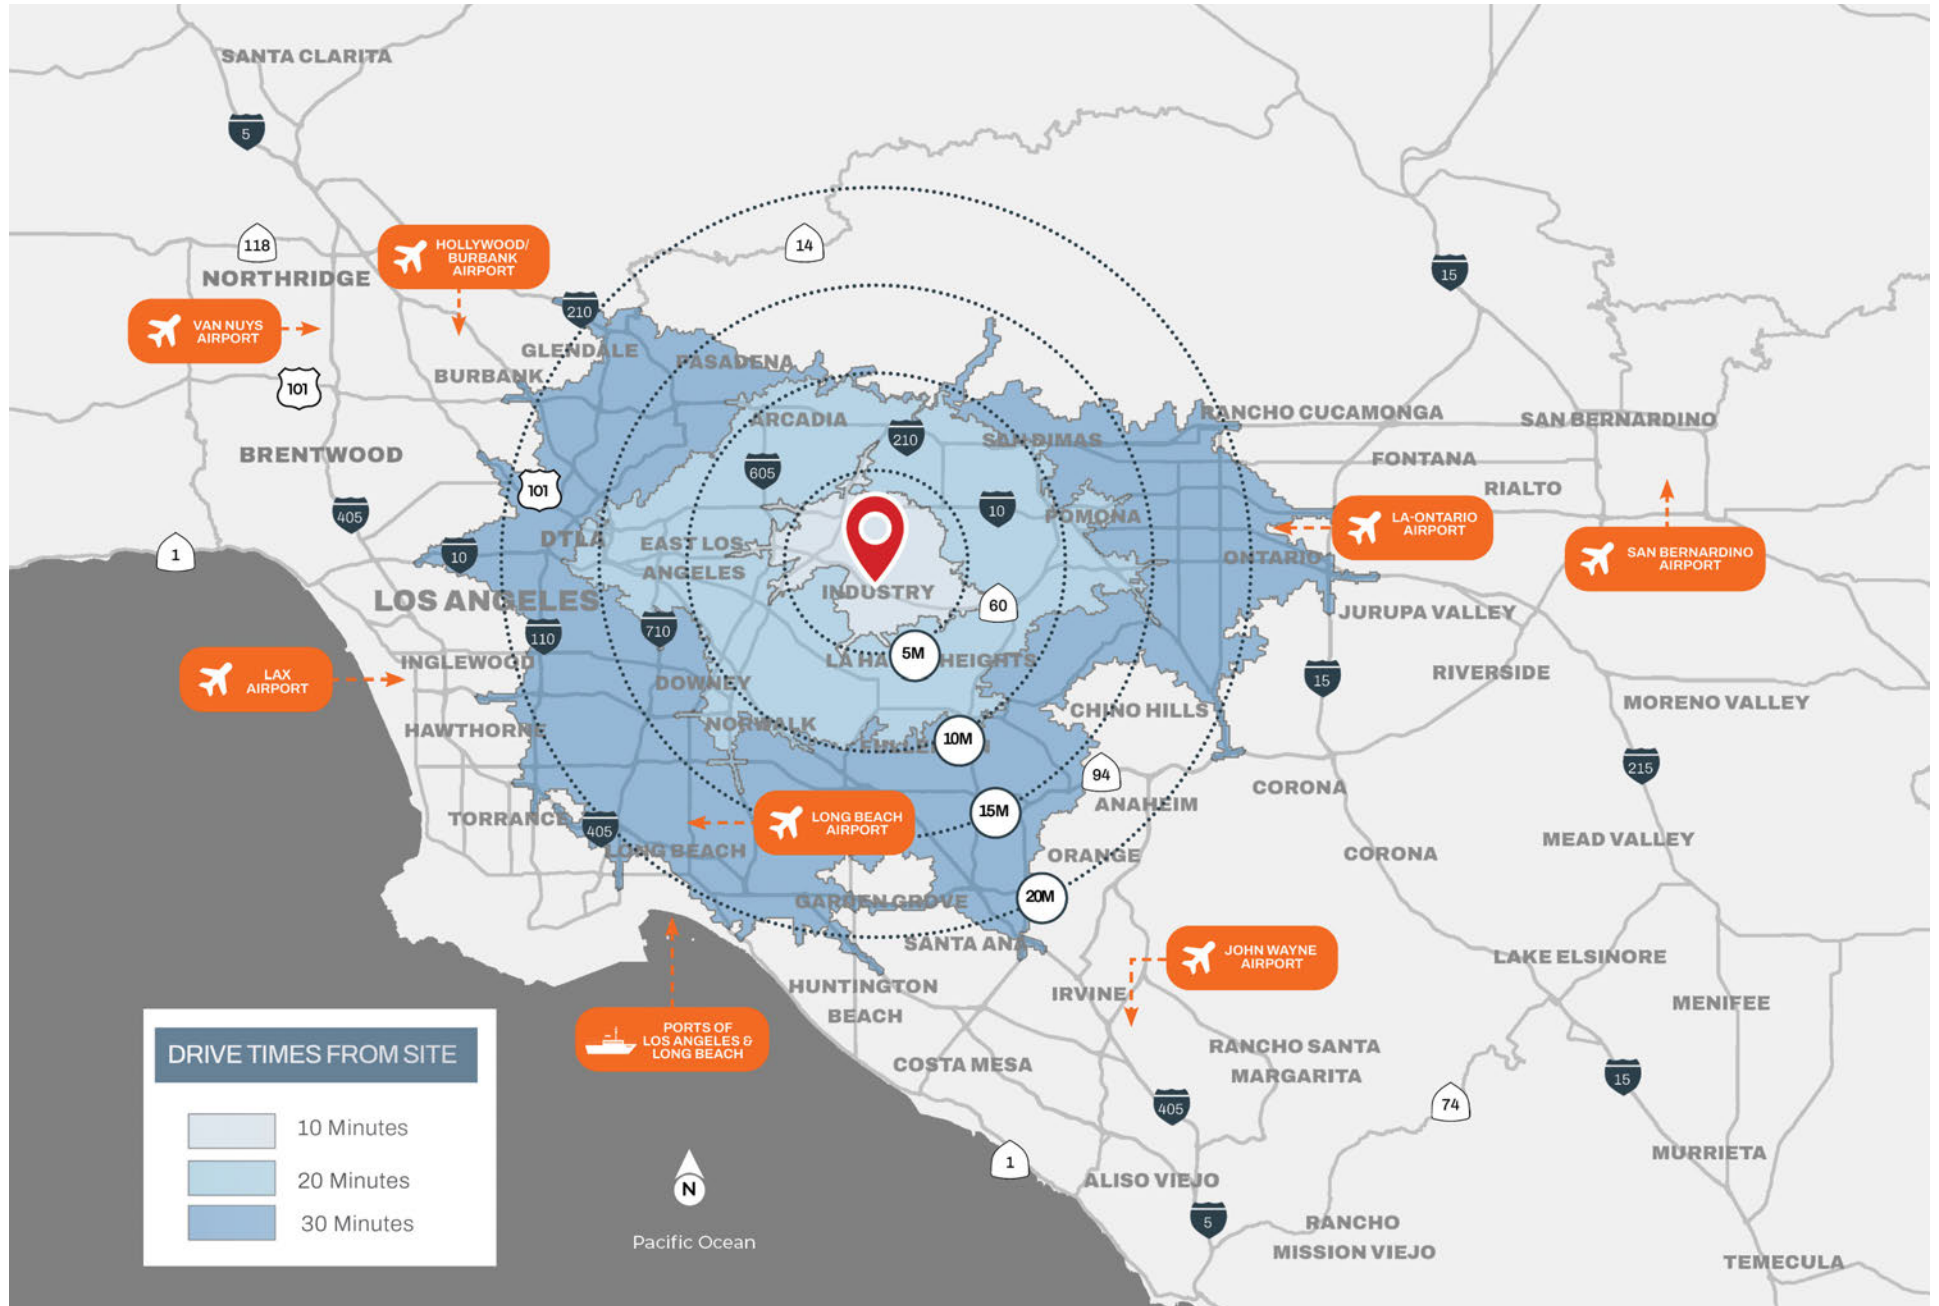 SANTA CLARITA
5
118
NORTHRIDGE
HOLLYWOOD/
BURBANK
AIRPORT
14
15
VAN NUYS
AIRPORT
210
GLENDALE
PASADENA
BURBANK
101
ARCADIA
210
SAN DIMAS
RANCHO CUCAMONGA
SAN BERNARDINO
BRENTWOOD
605
FONTANA
RIALTO
101
405
10
POMONA
LA-ONTARIO
AIRPORT
1
10
DTLA
EAST LOS
ANGELES
ONTARIO
SAN BERNARDINO
AIRPORT
LOS ANGELES
INDUSTRY
60
JURUPA VALLEY
110
710
5M
LA HA
HEIGHTS
INGLEWOOD
LAX
AIRPORT
DOWNEY
15
RIVERSIDE
MORENO VALLEY
CHINO HILLS
HAWTHORNE
NORWALK
10M
94
215
CORONA
ANAHEIM
TORRANCE
405
LONG BEACH
AIRPORT
15M
MEAD VALLEY
LONG BEACH
ORANGE
CORONA
GARDEN GROVE
20M
SANTA ANA
JOHN WAYNE
AIRPORT
LAKE ELSINORE
HUNTINGTON
BEACH
IRVINE
MENIFEE
PORTS OF
LOS ANGELES &
LONG BEACH
COSTA MESA
RANCHO SANTA
MARGARITA
15
405
74
1
MURRIETA
ALISO VIEJO
5
RANCHO
MISSION VIEJO
TEMECULA
DRIVE TIMES FROM SITE
10 Minutes
20 Minutes
30 Minutes
N
Pacific Ocean